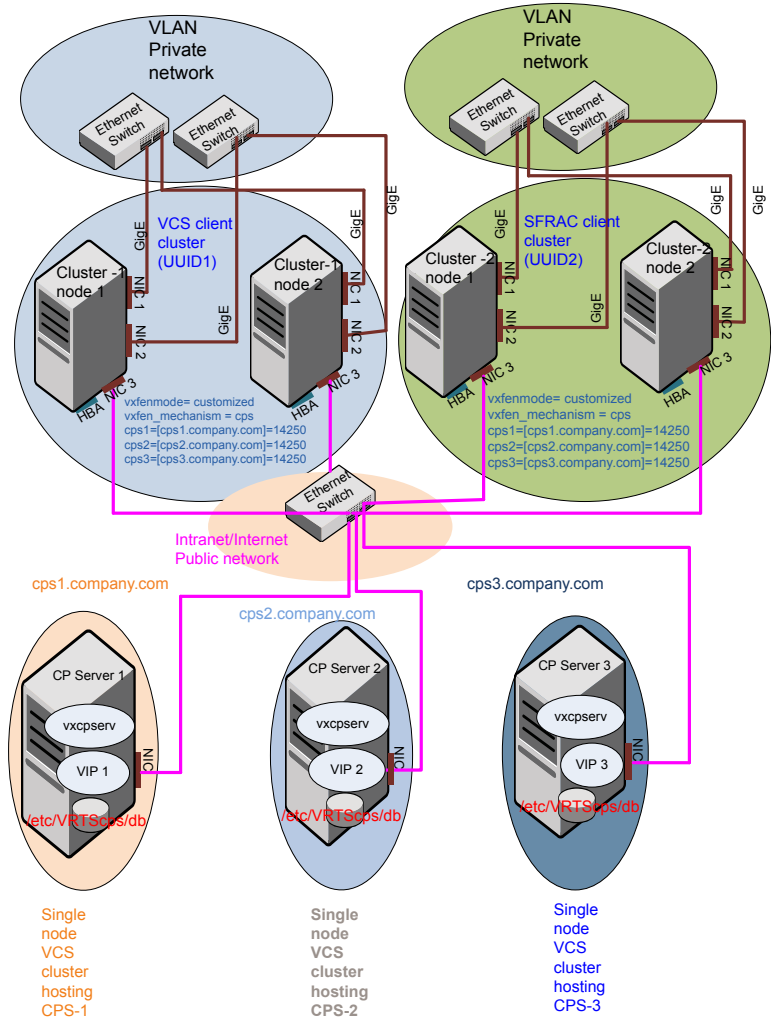 VLAN
Private
network
VLAN
Private
network
Ethernet
Switch
Ethernet
Switch
Ethernet
Switch
Ethernet
Switch
GigE
GigE
GigE
GigE
GigE
GigE
GigE
GigE
VCS client
cluster
(UUID1)
SFRAC client
cluster
(UUID2)
Cluster -1
node 1
NIC 1
NIC 2
NIC 3
HBA
Cluster-1
node 2
NIC 1
NIC 2
NIC 3
HBA
Cluster -2
node 1
NIC 1
NIC 2
NIC 3
HBA
Cluster-2
node 2
NIC 1
NIC 2
NIC 3
HBA
vxfenmode= customized
vxfen_mechanism = cps
cps1=[cps1.company.com]=14250
cps2=[cps2.company.com]=14250
cps3=[cps3.company.com]=14250
vxfenmode= customized
vxfen_mechanism = cps
cps1=[cps1.company.com]=14250
cps2=[cps2.company.com]=14250
cps3=[cps3.company.com]=14250
Ethernet
Switch
Intranet/Internet
Public network
cps1.company.com
cps2.company.com
cps3.company.com
CP Server 1
vxcpserv
VIP 1
NIC
/etc/VRTScps/db
CP Server 2
vxcpserv
VIP 2
NIC
/etc/VRTScps/db
CP Server 3
vxcpserv
VIP 3
NIC
/etc/VRTScps/db
Single
node
VCS
cluster
hosting
CPS-1
Single
node
VCS
cluster
hosting
CPS-2
Single
node
VCS
cluster
hosting
CPS-3